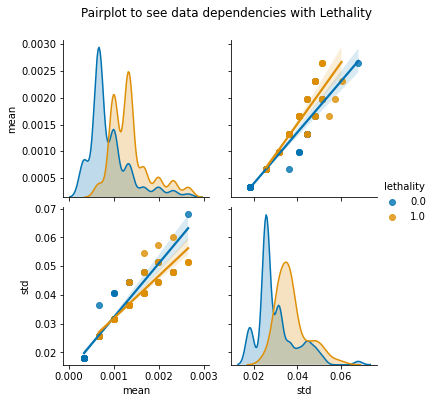 Pairplot to see data dependencies with Lethality
0.0030
0.0025
0.0020
0.0015
0.0010
0.0005
mean
lethality
0.0
1.0
0.07
0.06
0.05
0.04
0.03
0.02
std
0.000 0.001 0.002 0.003
mean
0.02 0.04 0.06
std